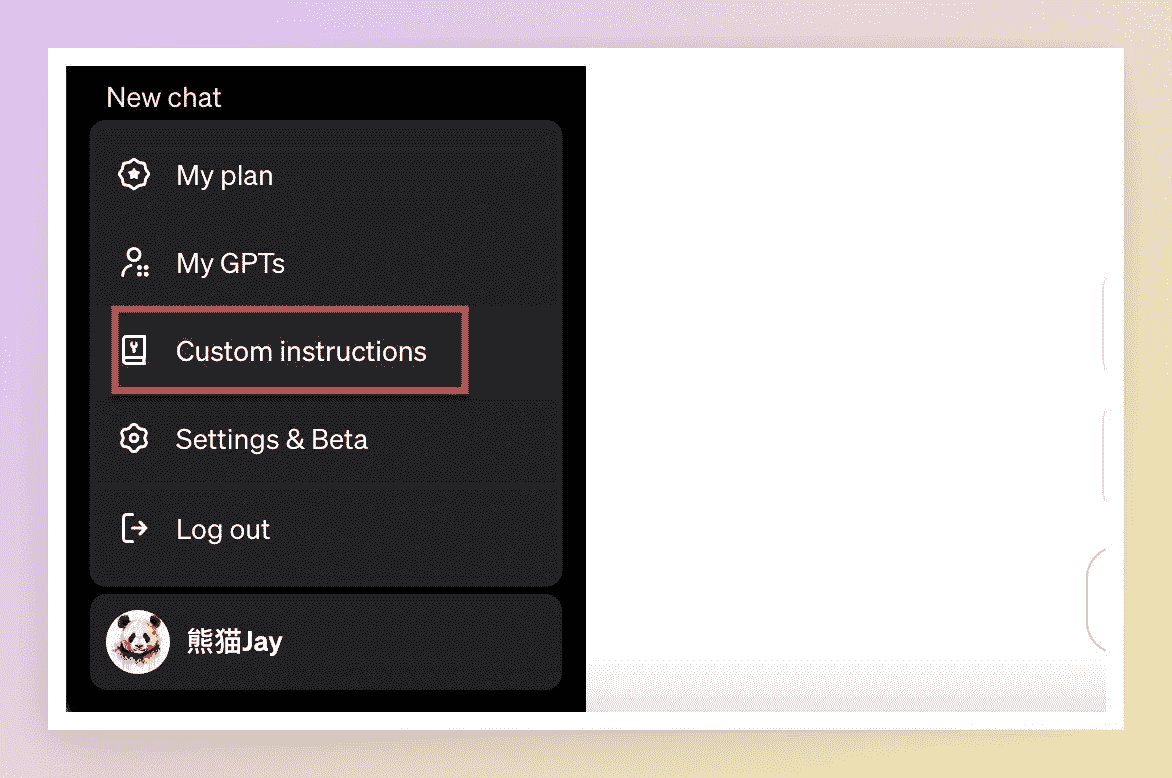 New chat
My plan
My GPTs
Custom instructions
Settings & Beta
Log out
熊猫Jay